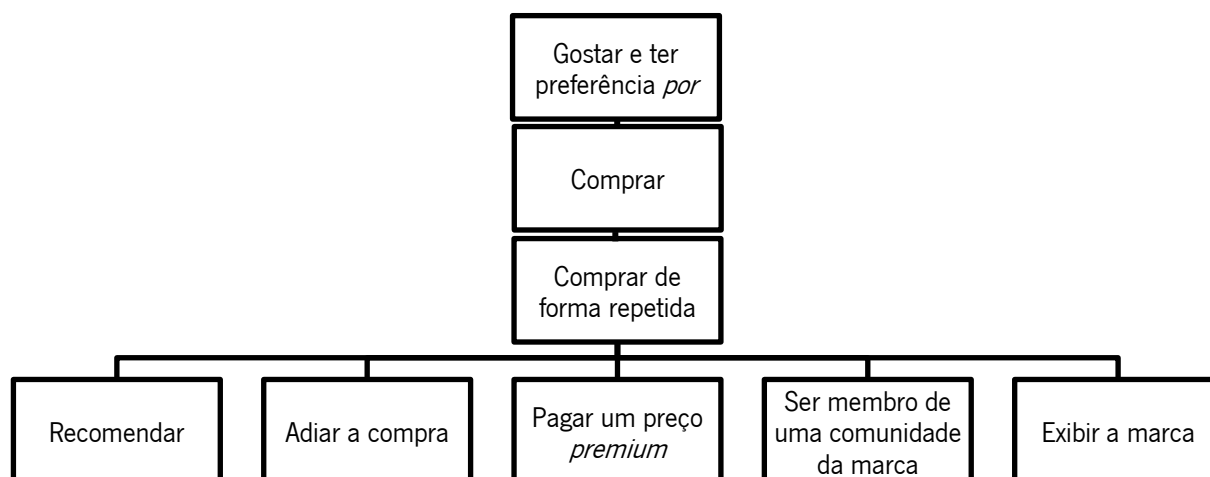 Gostar e ter
preferência por
Comprar
Comprar de
forma repetida
Recomendar
Adiar a compra
Pagar um preço
premium
Ser membro de
uma comunidade
da marca
Exibir a marca